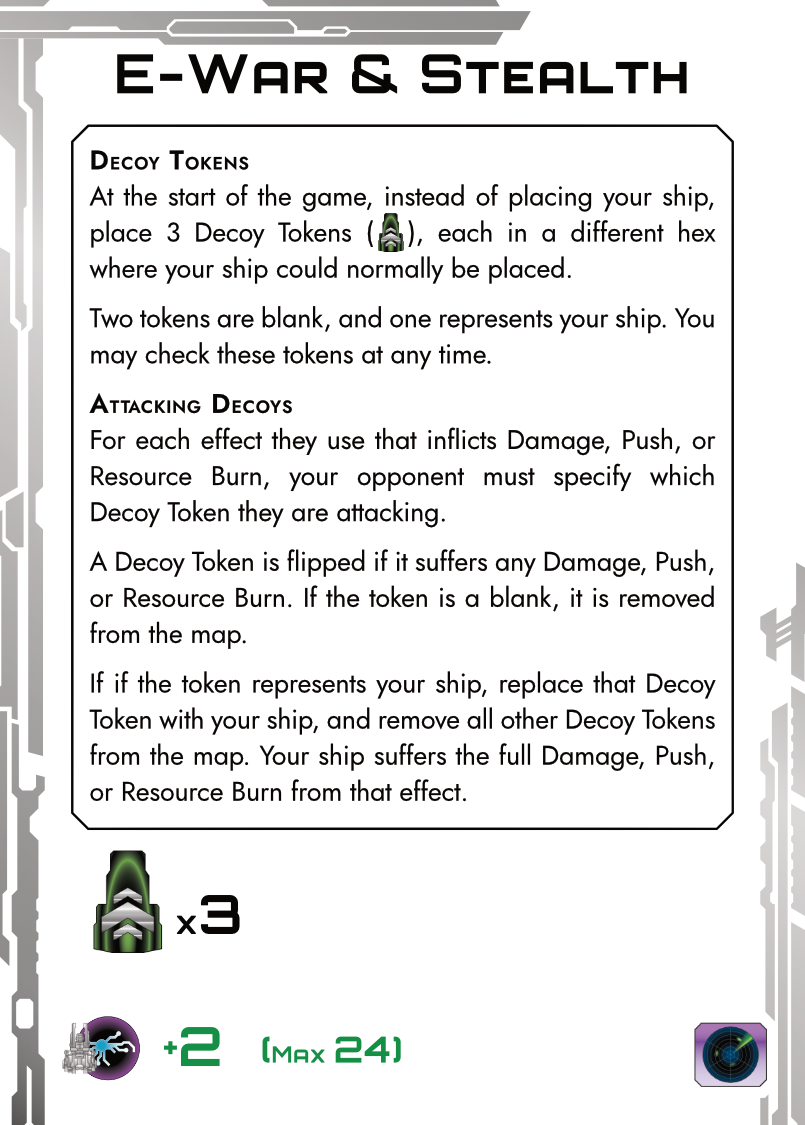 E-War & Stealth
Decoy Tokens
At the start of the game, instead of placing your ship,
place 3 Decoy Tokens ( ), each in a different hex
where your ship could normally be placed.
Two tokens are blank, and one represents your ship. You
may check these tokens at any time.
Attacking Decoys
For each effect they use that inflicts Damage, Push, or
Resource Burn, your opponent must specify which
Decoy Token they are attacking.
A Decoy Token is flipped if it suffers any Damage, Push,
or Resource Burn. If the token is a blank, it is removed
from the map.
If if the token represents your ship, replace that Decoy
Token with your ship, and remove all other Decoy Tokens
from the map. Your ship suffers the full Damage, Push,
or Resource Burn from that effect.
x3
+2 (Max 24)